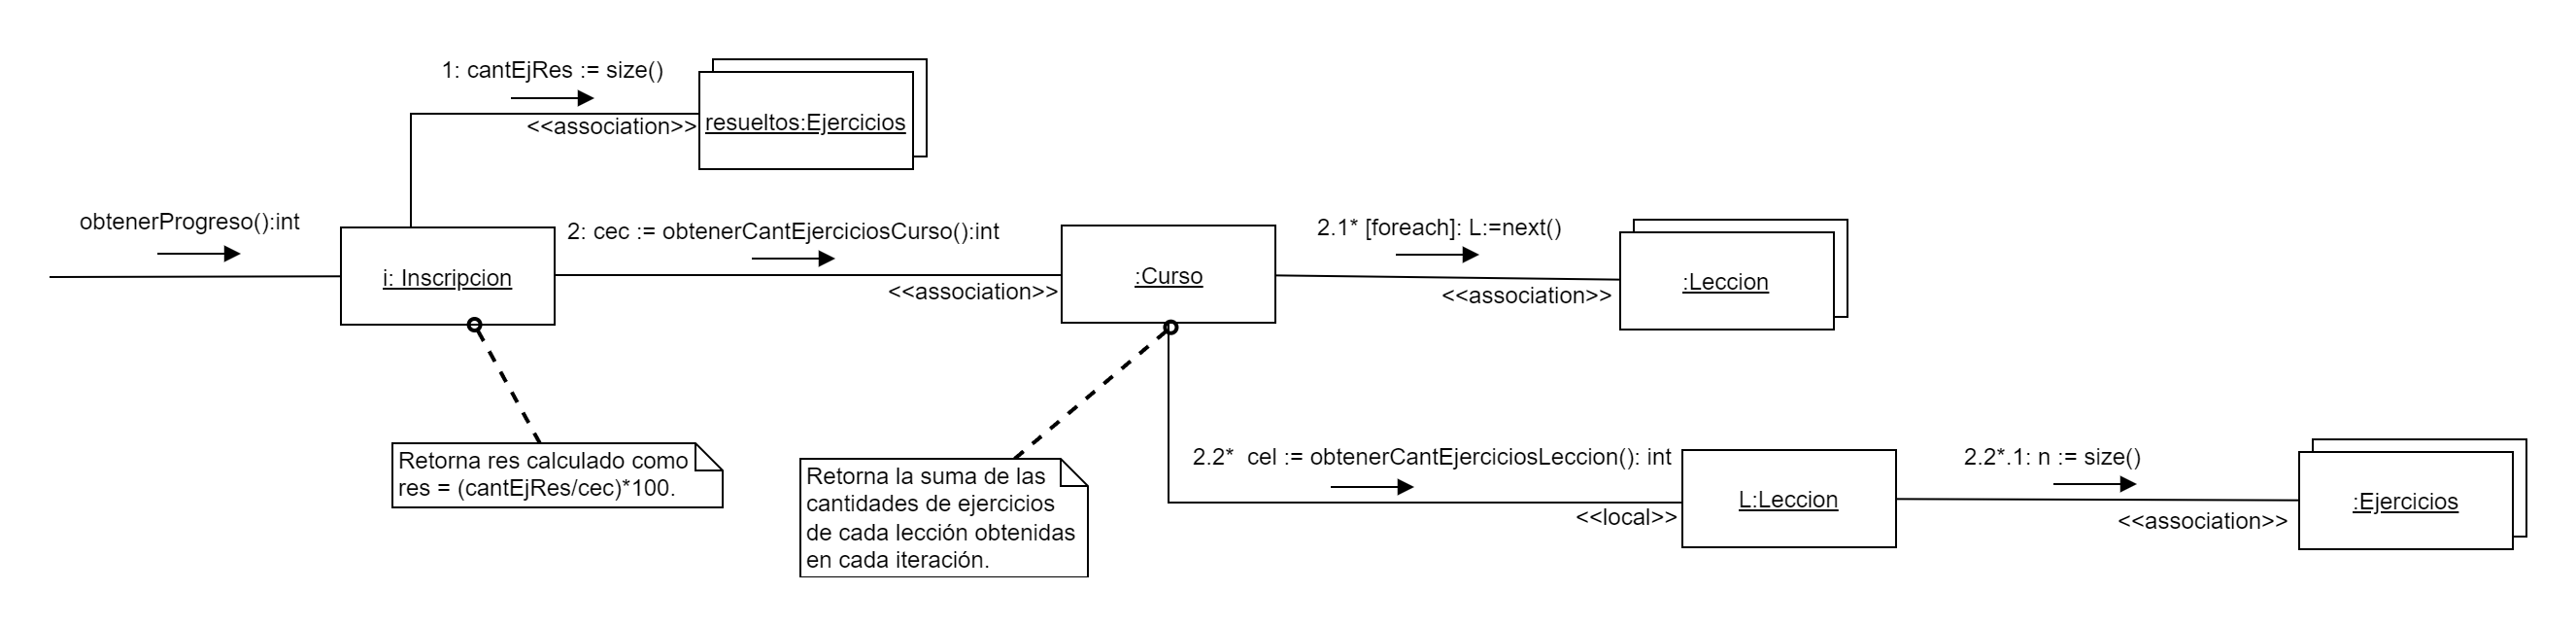 1: cantEjRes := size()
<<association>>
resueltos:Ejercicios
obtenerProgreso():int
i: Inscripcion
2: cec := obtenerCantEjerciciosCurso():int
<<association>>
:Curso
2.1* [foreach]: L:=next()
<<association>>
:Leccion
Retorna res calculado como
res = (cantEjRes/cec)*100.
Retorna la suma de las
cantidades de ejercicios
de cada lección obtenidas
en cada iteración.
2.2*  cel := obtenerCantEjerciciosLeccion(): int
<<local>>
L:Leccion
2.2*.1: n := size()
<<association>>
:Ejercicios